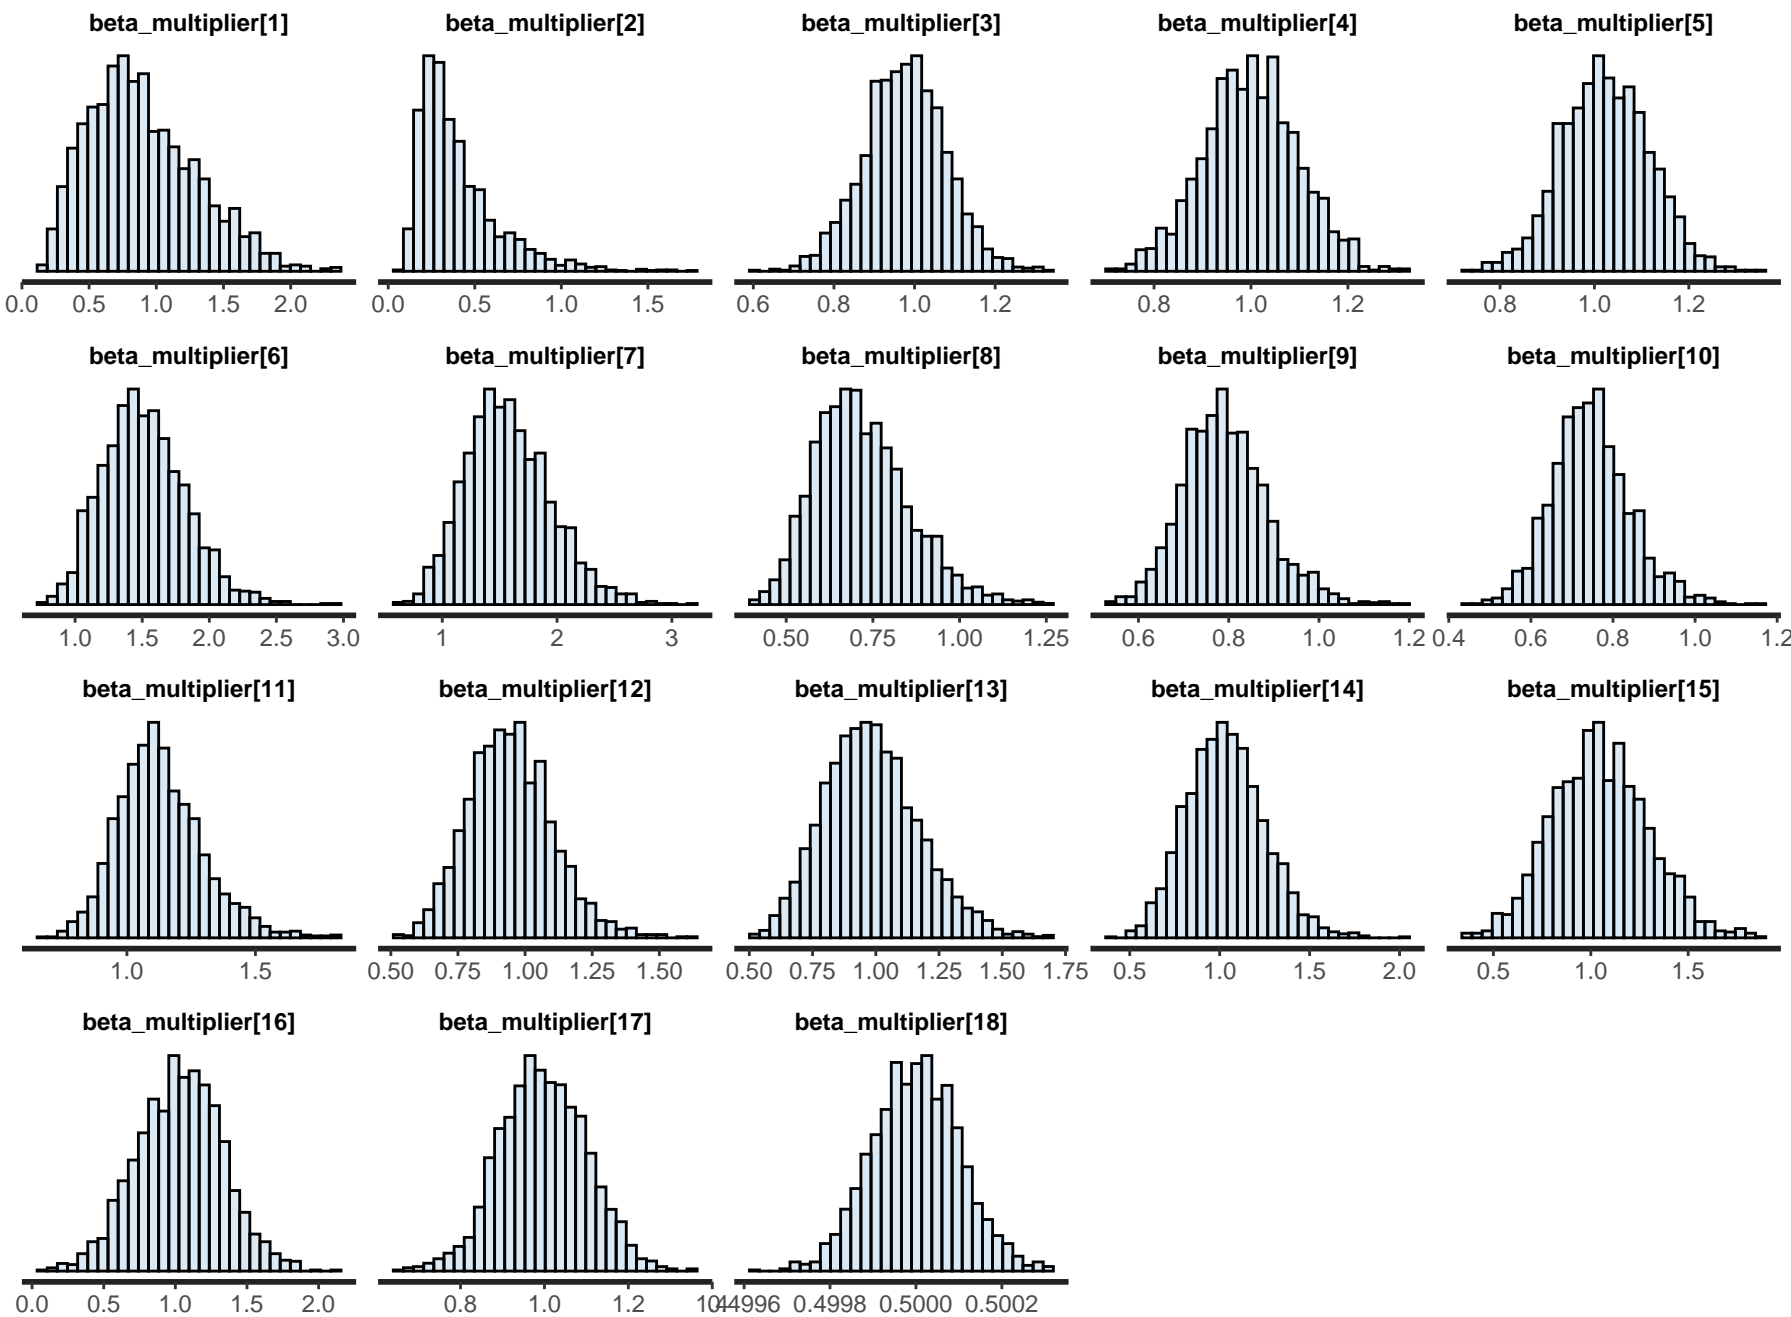 beta_multiplier[1] beta_multiplier[2] beta_multiplier[3] beta_multiplier[4] beta_multiplier[5]
0.0 0.5 1.0 1.5 2.0 0.0 0.5 1.0 1.5 0.6 0.8 1.0 1.2 0.8 1.0 1.2 0.8 1.0 1.2
beta_multiplier[6] beta_multiplier[7] beta_multiplier[8] beta_multiplier[9] beta_multiplier[10]
1.0 1.5 2.0 2.5 3.0 1 2 3 0.50 0.75 1.00 1.25 0.6 0.8 1.0 1.2 0.4 0.6 0.8 1.0 1.2
beta_multiplier[11] beta_multiplier[12] beta_multiplier[13] beta_multiplier[14] beta_multiplier[15]
1.0 1.5 0.50 0.75 1.00 1.25 1.50 0.50 0.75 1.00 1.25 1.50 1.75 0.5 1.0 1.5 2.0 0.5 1.0 1.5
beta_multiplier[16] beta_multiplier[17] beta_multiplier[18]
0.0 0.5 1.0 1.5 2.0 0.8 1.0 1.2 0.4998 0.5000 0.5002